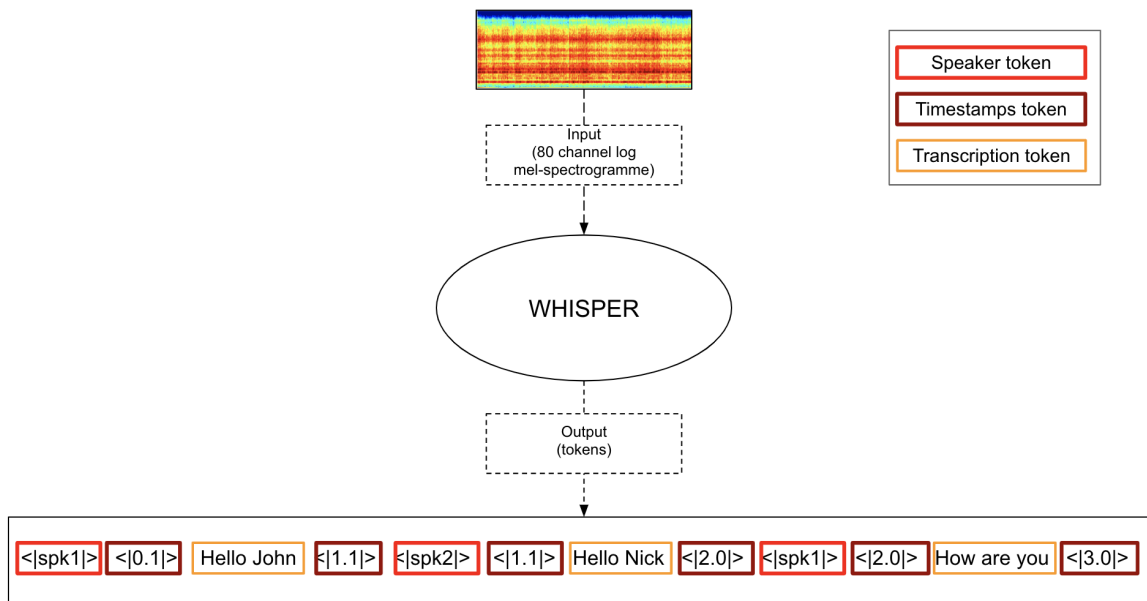 Speaker token
Timestamps token
Transcription token
Input
(80 channel log
mel-spectrogramme)
WHISPER
Output
(tokens)
<|spk1|> <|0.1|> Hello John <|1.1|> <|spk2|> <|1.1|> Hello Nick <|2.0|> <|spk1|> <|2.0|> How are you <|3.0|>